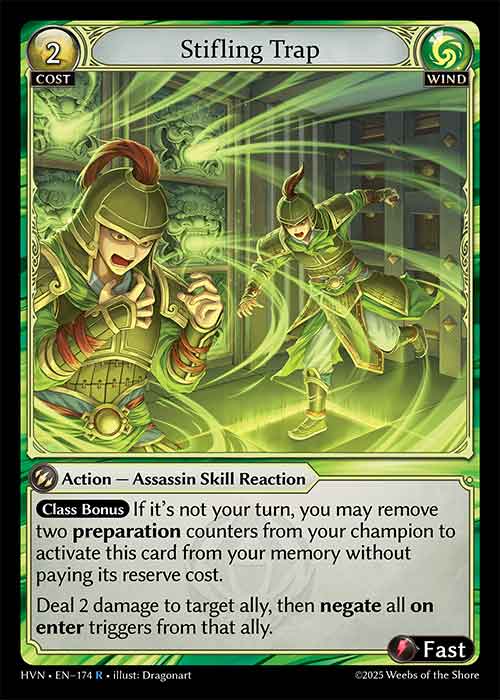 2
Stifling Trap
COST
WIND
Action — Assassin Skill Reaction
Class Bonus If it's not your turn, you may remove
two preparation counters from your champion to
activate this card from your memory without
paying its reserve cost.
Deal 2 damage to target ally, then negate all on
enter triggers from that ally.
Fast
HVN • EN-174 R • illust: Dragonart
©2025 Weebs of the Shore